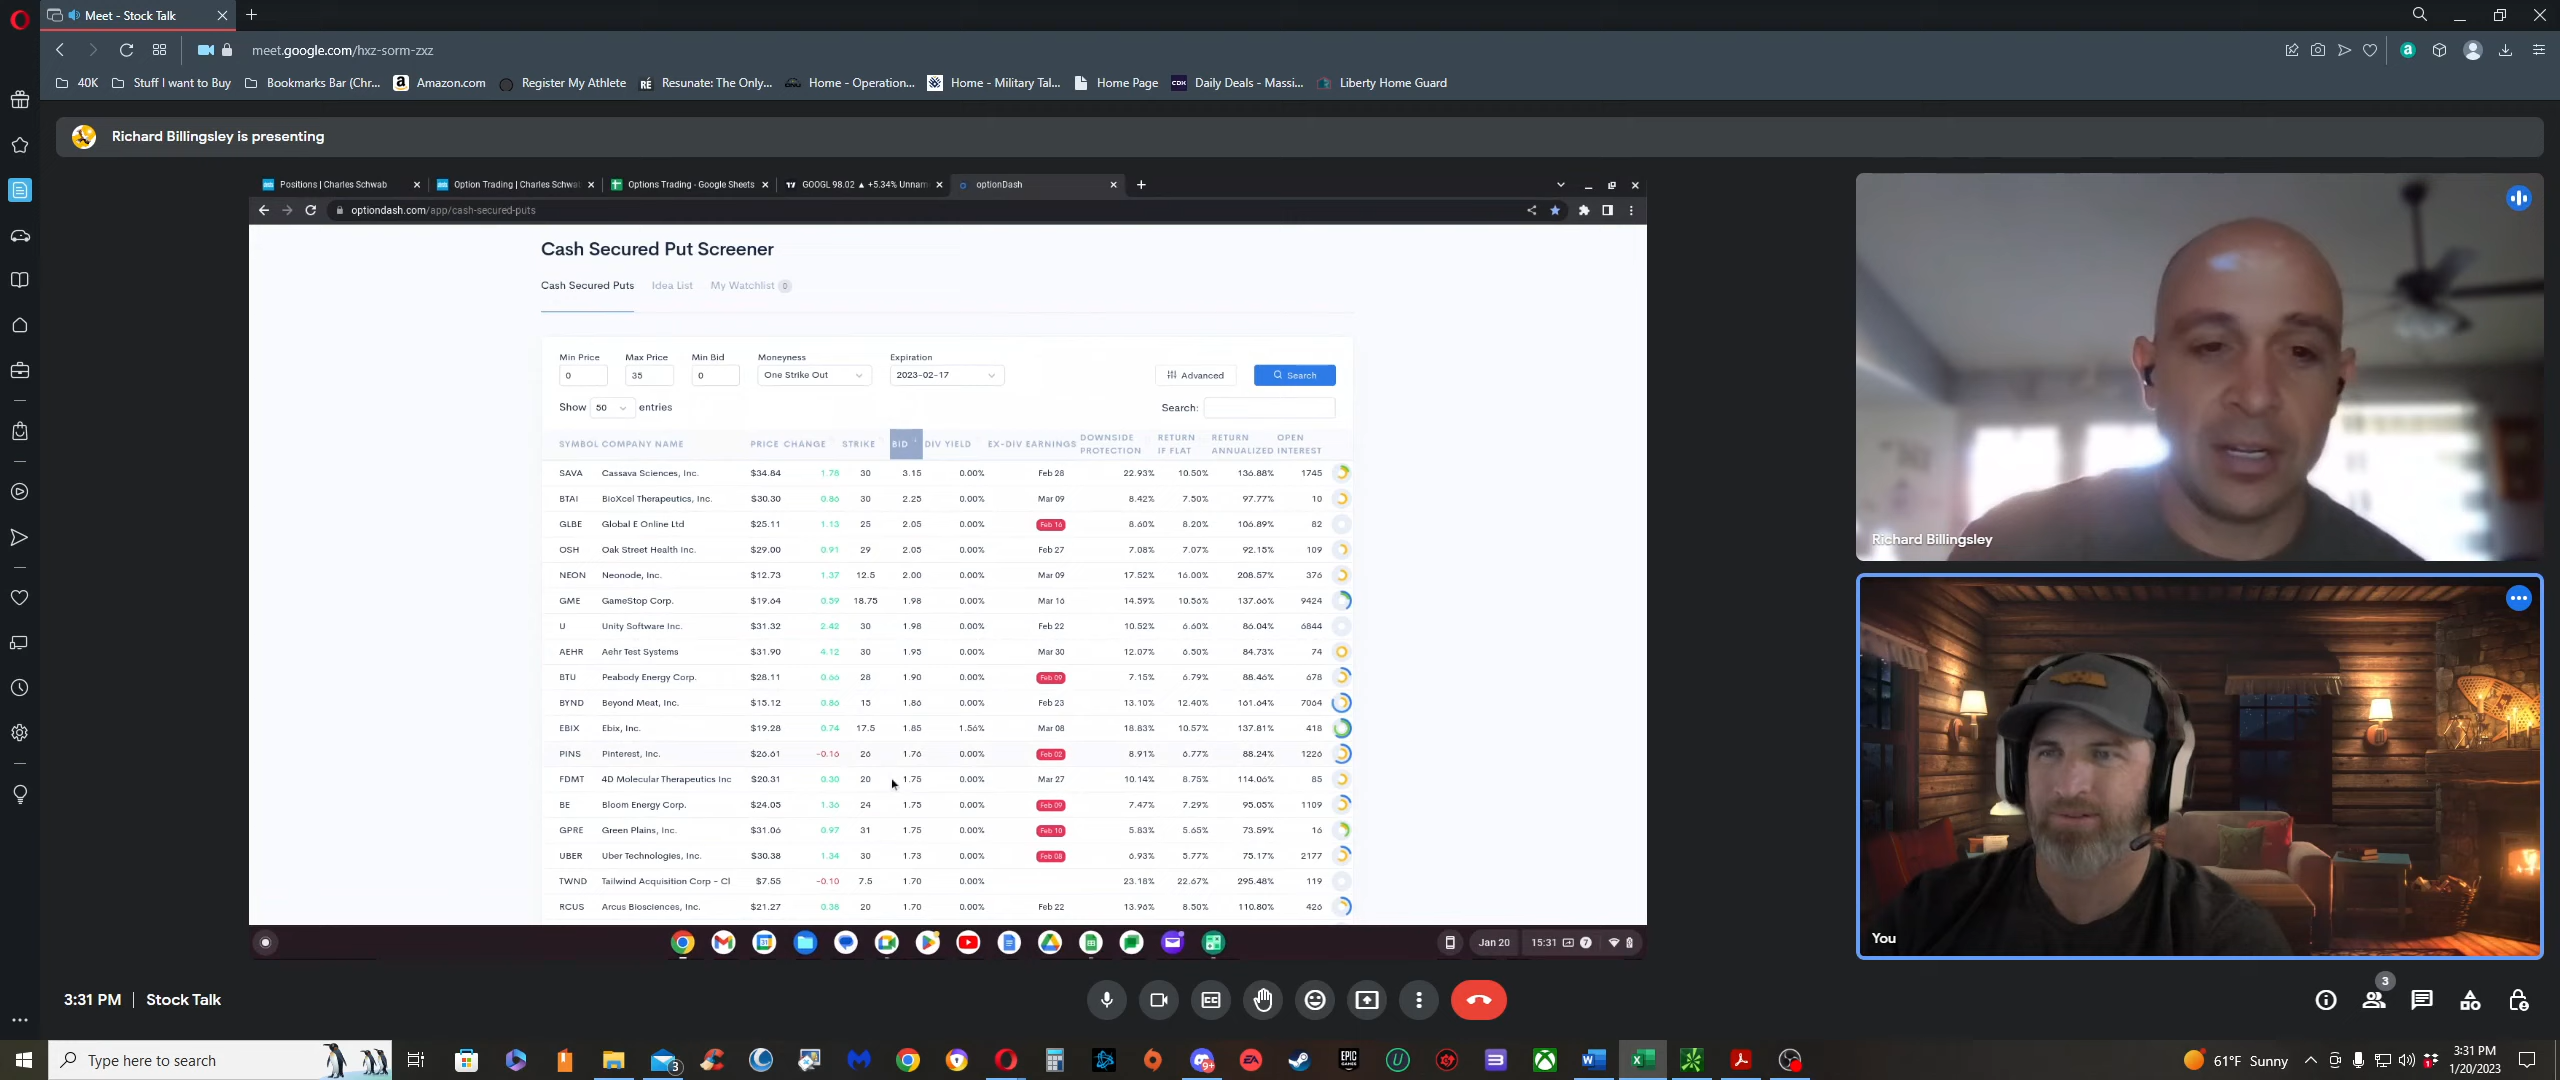 Meet - Stock Talk
meet.google.com/hxz-sorm-zxz
40K Stuff I want to Buy Bookmarks Bar (Chr... Amazon.com Register My Athlete Resunate: The Only... Home - Operation... Home - Military Tal... Home Page Daily Deals - Massi... Liberty Home Guard
Richard Billingsley is presenting
Positions | Charles Schwab Option Trading | Charles Schwa Options Trading - Google Sheets GOOGL 98.02 ▲ +5.34% Unnam optionDash
optiondash.com/app/cash-secured-puts
Cash Secured Put Screener
Cash Secured Puts Idea List My Watchlist 0
Min Price Max Price Min Bid Moneyness Expiration
0 35 0 One Strike Out 2023-02-17 Advanced Search
Show 50 entries Search:
SYMBOL COMPANY NAME PRICE CHANGE STRIKE BID DIV YIELD EX-DIV EARNINGS DOWNSIDE PROTECTION RETURN IF FLAT RETURN ANNUALIZED OPEN INTEREST
SAVA Cassava Sciences, Inc. $34.84 1.78 30 3.15 0.00% Feb 28 22.93% 10.50% 136.88% 1745
BTAI BioXcel Therapeutics, Inc. $30.30 0.86 30 2.25 0.00% Mar 09 8.42% 7.50% 97.77% 10
GLBE Global E Online Ltd $25.11 1.13 25 2.05 0.00% Feb 16 8.60% 8.20% 106.89% 82
OSH Oak Street Health Inc. $29.00 0.91 29 2.05 0.00% Feb 27 7.08% 7.07% 92.15% 109
NEON Neonode, Inc. $12.73 1.37 12.5 2.00 0.00% Mar 09 17.52% 16.00% 208.57% 376
GME GameStop Corp. $19.64 0.59 18.75 1.98 0.00% Mar 16 14.59% 10.56% 137.66% 9424
U Unity Software Inc. $31.32 2.42 30 1.98 0.00% Feb 22 10.52% 6.60% 86.04% 6844
AEHR Aehr Test Systems $31.90 4.12 30 1.95 0.00% Mar 30 12.07% 6.50% 84.73% 74
BTU Peabody Energy Corp. $28.11 0.66 28 1.90 0.00% Feb 09 7.15% 6.79% 88.46% 678
BYND Beyond Meat, Inc. $15.12 0.86 15 1.86 0.00% Feb 23 13.10% 12.40% 161.64% 7064
EBIX Ebix, Inc. $19.28 0.74 17.5 1.85 1.56% Mar 08 18.83% 10.57% 137.81% 418
PINS Pinterest, Inc. $26.61 -0.16 26 1.76 0.00% Feb 02 8.91% 6.77% 88.24% 1226
FDMT 4D Molecular Therapeutics Inc $20.31 0.30 20 1.75 0.00% Mar 27 10.14% 8.75% 114.06% 85
BE Bloom Energy Corp. $24.05 1.36 24 1.75 0.00% Feb 09 7.47% 7.29% 95.05% 1109
GPRE Green Plains, Inc. $31.06 0.97 31 1.75 0.00% Feb 10 5.83% 5.65% 73.59% 16
UBER Uber Technologies, Inc. $30.38 1.34 30 1.73 0.00% Feb 08 6.93% 5.77% 75.17% 2177
TWND Tailwind Acquisition Corp - Cl $7.55 -0.10 7.5 1.70 0.00% 23.18% 22.67% 295.48% 119
RCUS Arcus Biosciences, Inc. $21.27 0.38 20 1.70 0.00% Feb 22 13.96% 8.50% 110.80% 426
Jan 20 15:31 7
Richard Billingsley
You
3:31 PM | Stock Talk
3
Type here to search
3
9+
61°F Sunny
3:31 PM
1/20/2023